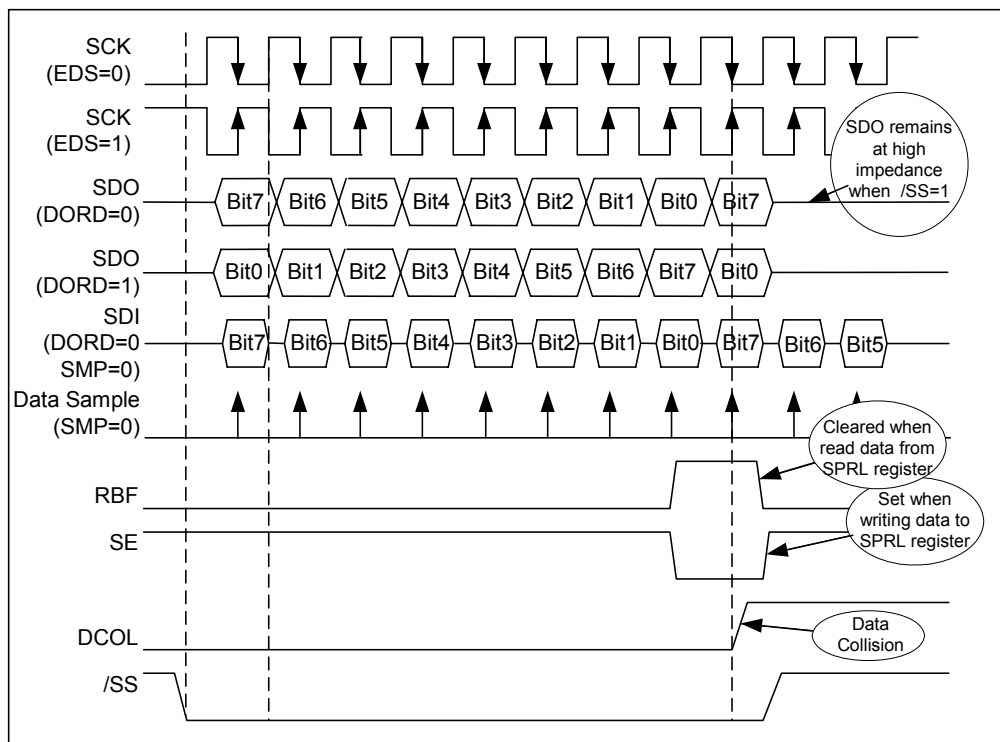 SCK
(EDS=0)
SCK
(EDS=1)
SDO remains
at high
impedance
when /SS=1
SDO
(DORD=0)
Bit7 Bit6 Bit5 Bit4 Bit3 Bit2 Bit1 Bit0 Bit7
SDO
(DORD=1)
Bit0 Bit1 Bit2 Bit3 Bit4 Bit5 Bit6 Bit7 Bit0
SDI
(DORD=0
SMP=0)
Bit7 Bit6 Bit5 Bit4 Bit3 Bit2 Bit1 Bit0 Bit7 Bit6 Bit5
Data Sample
(SMP=0)
Cleared when
read data from
SPRL register
RBF
Set when
writing data to
SPRL register
SE
DCOL
Data
Collision
/SS